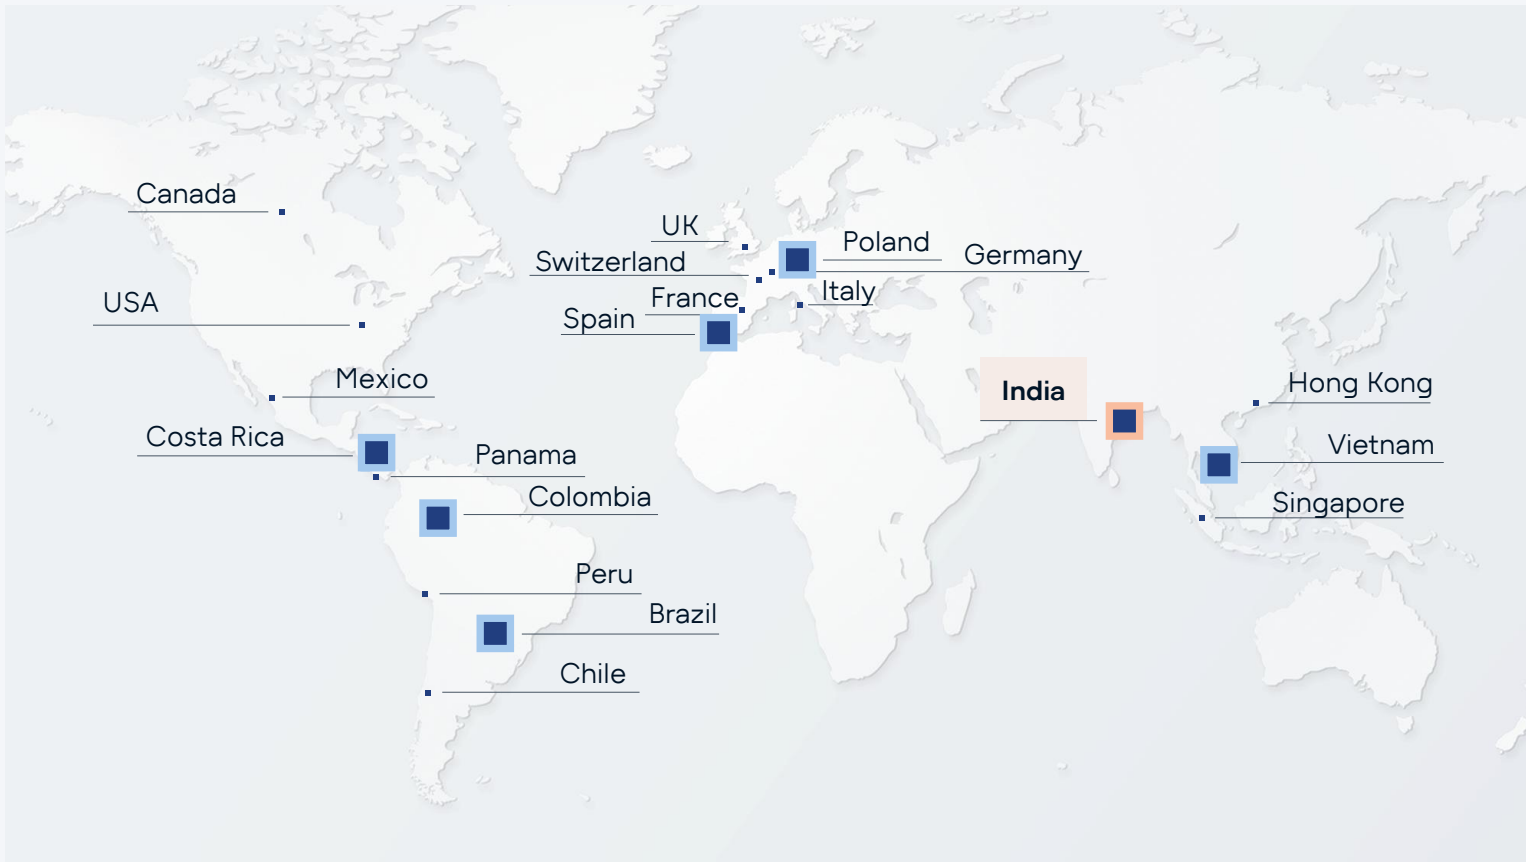 Canada
UK
Poland
Germany
Switzerland
Italy
France
USA
Spain
Mexico
India
Hong Kong
Costa Rica
Panama
Vietnam
Colombia
Singapore
Peru
Brazil
Chile